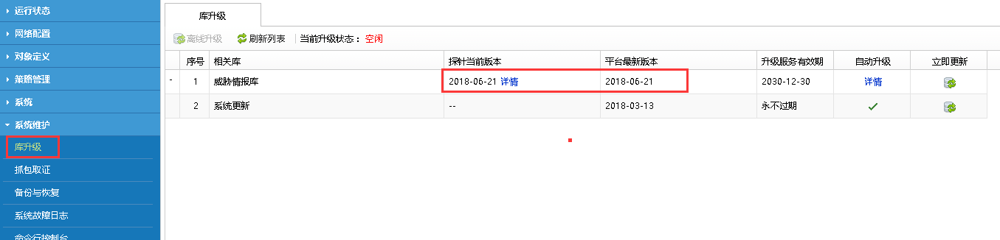 运行状态
网络配置
对象定义
策略管理
系统
系统维护
库升级
抓包取证
备份与恢复
系统故障日志
命令行控制台
库升级
离线升级 刷新列表 当前升级状态： 空闲
序号 相关库 探针当前版本 平台最新版本 升级服务有效期 自动升级 立即更新
- 1 威胁情报库 2018-06-21 详情 2018-06-21 2030-12-30 详情
2 系统更新 -- 2018-03-13 永不过期